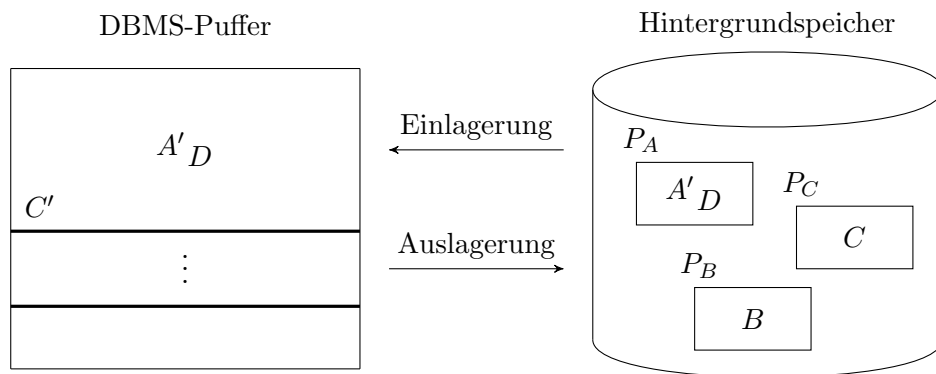 DBMS-Puffer
Hintergrundspeicher
A′ D
C′
⋮
Einlagerung
Auslagerung
P_A
A′ D
P_C
C
P_B
B